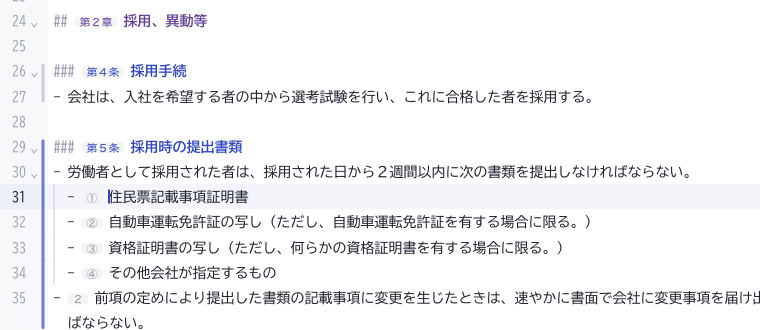 24 ## 第2章 採用、異動等
25
26 ### 第4条 採用手続
27 - 会社は、入社を希望する者の中から選考試験を行い、これに合格した者を採用する。
28
29 ### 第5条 採用時の提出書類
30 - 労働者として採用された者は、採用された日から２週間以内に次の書類を提出しなければならない。
31 - ① 住民票記載事項証明書
32 - ② 自動車運転免許証の写し（ただし、自動車運転免許証を有する場合に限る。）
33 - ③ 資格証明書の写し（ただし、何らかの資格証明書を有する場合に限る。）
34 - ④ その他会社が指定するもの
35 - 2 前項の定めにより提出した書類の記載事項に変更を生じたときは、速やかに書面で会社に変更事項を届け出
ばならない。